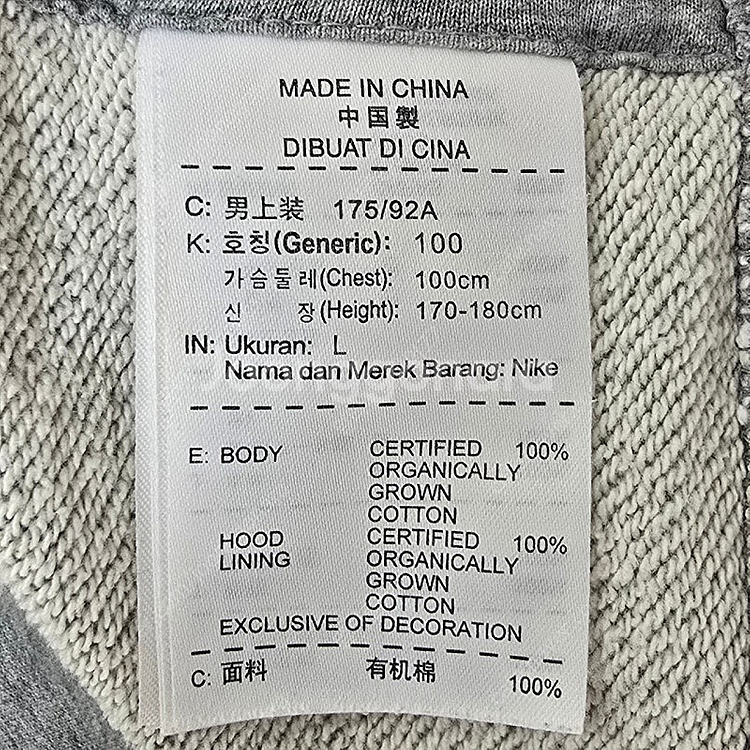 MADE IN CHINA
中国製
DIBUAT DI CINA
C: 男上装 175/92A
K: 호칭(Generic): 100
가슴둘레(Chest): 100cm
신 장(Height): 170-180cm
IN: Ukuran: L
Nama dan Merek Barang: Nike
E: BODY CERTIFIED 100%
ORGANICALLY
GROWN
COTTON
HOOD CERTIFIED 100%
LINING ORGANICALLY
GROWN
COTTON
EXCLUSIVE OF DECORATION
C: 面料 有机棉 100%